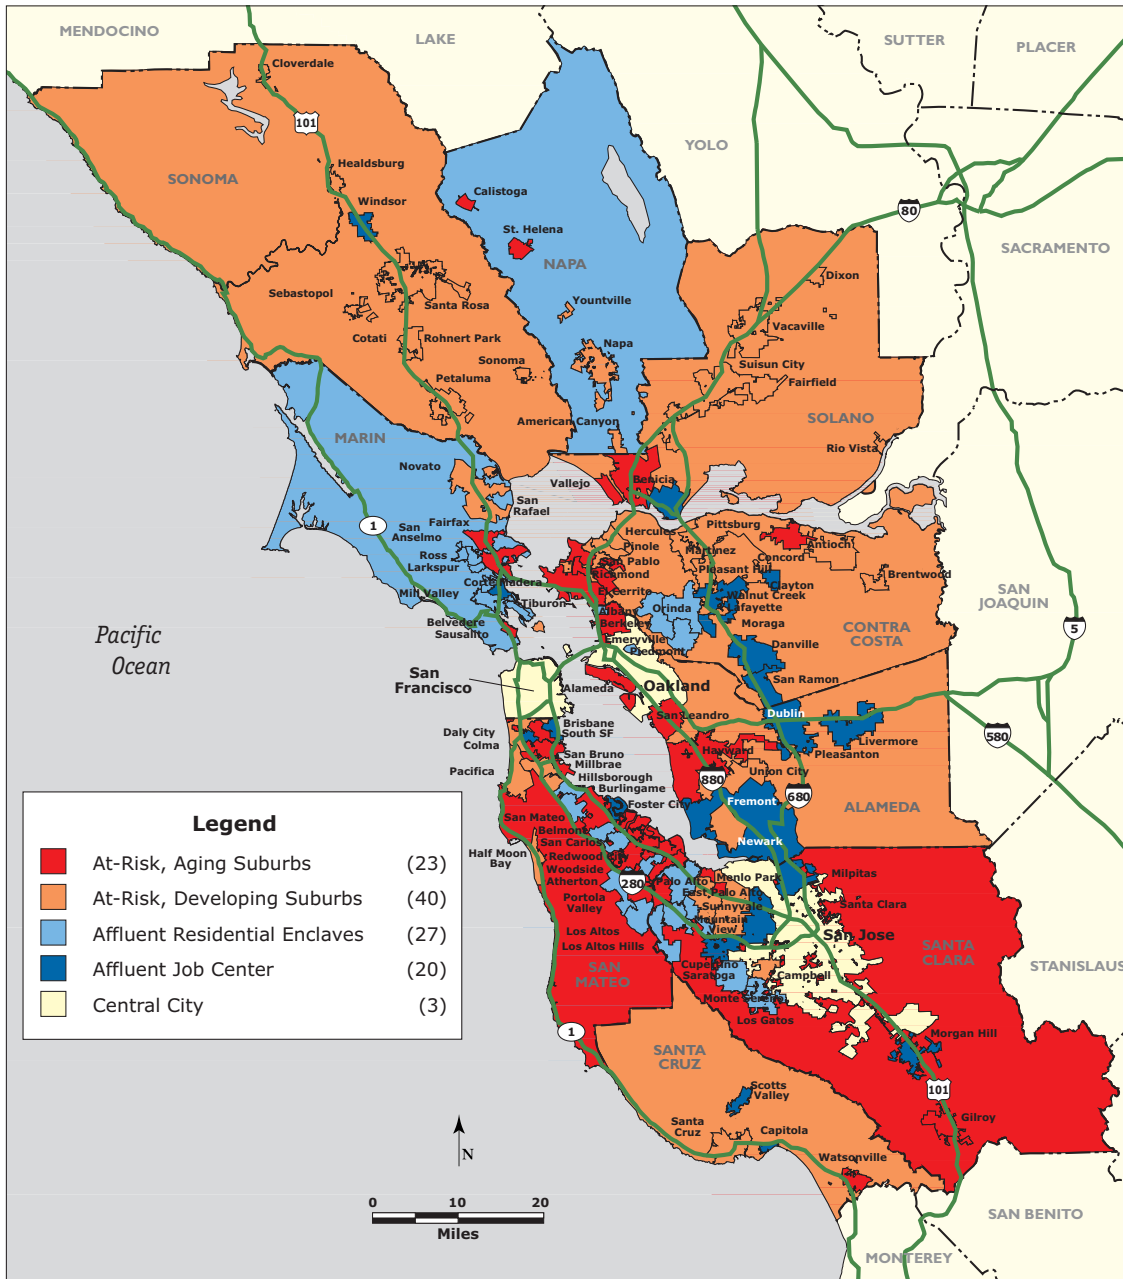 MENDOCINO
LAKE
SUTTER
PLACER
Cloverdale
101
YOLO
Healdsburg
SONOMA
Calistoga
Windsor
80
St. Helena
SACRAMENTO
NAPA
Dixon
Sebastopol
Santa Rosa
Yountville
Vacaville
Cotati
Rohnert Park
Napa
Sonoma
Suisun City
Petaluma
Fairfield
American Canyon
SOLANO
MARIN
Rio Vista
Novato
Vallejo
Benicia
San
Rafael
1
Fairfax
San
Anselmo
Hercules
Pittsburg
Pinole
Martinez
Antioch
Ross
San Pablo
Concord
Larkspur
Richmond
Pleasant Hill
Brentwood
Corte Madera
Clayton
Mill Valley
El Cerrito
Walnut Creek
SAN
JOAQUIN
Tiburon
Albany
Orinda
Lafayette
Belvedere
Berkeley
Moraga
CONTRA
COSTA
5
Sausalito
Emeryville
Piedmont
Danville
Pacific
Ocean
San
Francisco
Alameda
Oakland
San Ramon
San Leandro
Dublin
Brisbane
South SF
Daly City
Colma
580
Livermore
Pleasanton
Hayward
San Bruno
Millbrae
Pacifica
Hillsborough
Burlingame
880
Union City
680
Foster City
Fremont
ALAMEDA
San Mateo
Belmont
San Carlos
Newark
Half Moon
Bay
Redwood City
Woodside
Atherton
280
Palo Alto
Menlo Park
Milpitas
East Palo Alto
Portola
Valley
Sunnyvale
Santa Clara
Mountain
View
Los Altos
San Jose
Los Altos Hills
SANTA
CLARA
SAN
MATEO
Cupertino
Saratoga
Campbell
STANISLAUS
Monte Sereno
Los Gatos
1
Morgan Hill
SANTA
CRUZ
101
Scotts
Valley
Gilroy
Santa
Cruz
Capitola
Watsonville
SAN BENITO
MONTEREY
Legend
At-Risk, Aging Suburbs (23)
At-Risk, Developing Suburbs (40)
Affluent Residential Enclaves (27)
Affluent Job Center (20)
Central City (3)
N
0 10 20
Miles